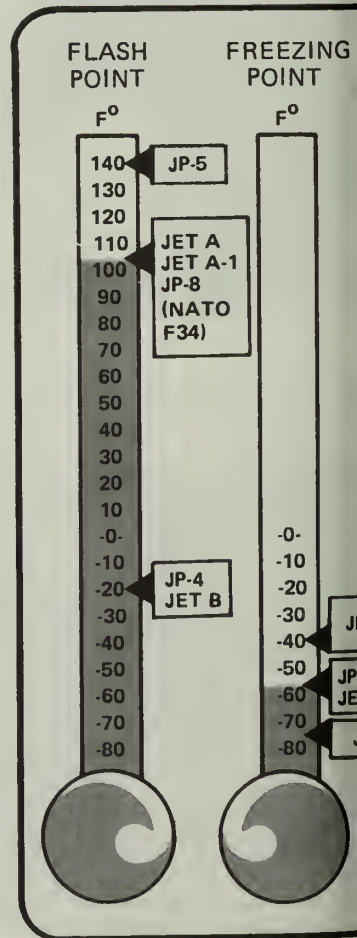 FLASH
POINT
F°
140
130
120
110
100
90
80
70
60
50
40
30
20
10
-0-
-10
-20
-30
-40
-50
-60
-70
-80
JP-5
JET A
JET A-1
JP-8
(NATO
F34)
JP-4
JET B
FREEZING
POINT
F°
-0-
-10
-20
-30
-40
-50
-60
-70
-80